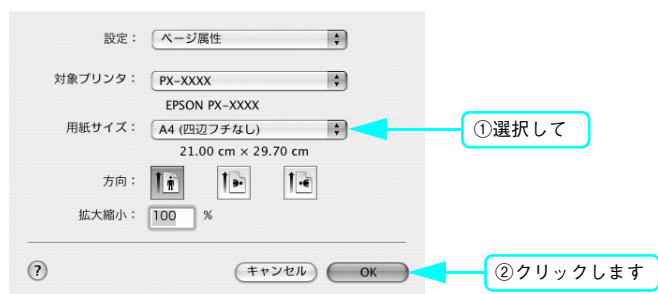 設定： ページ属性
対象プリンタ： PX-XXXX
EPSON PX-XXXX
用紙サイズ： A4 (四辺フチなし) ①選択して
21.00 cm × 29.70 cm
方向：
拡大縮小： 100 %
? キャンセル OK ②クリックします